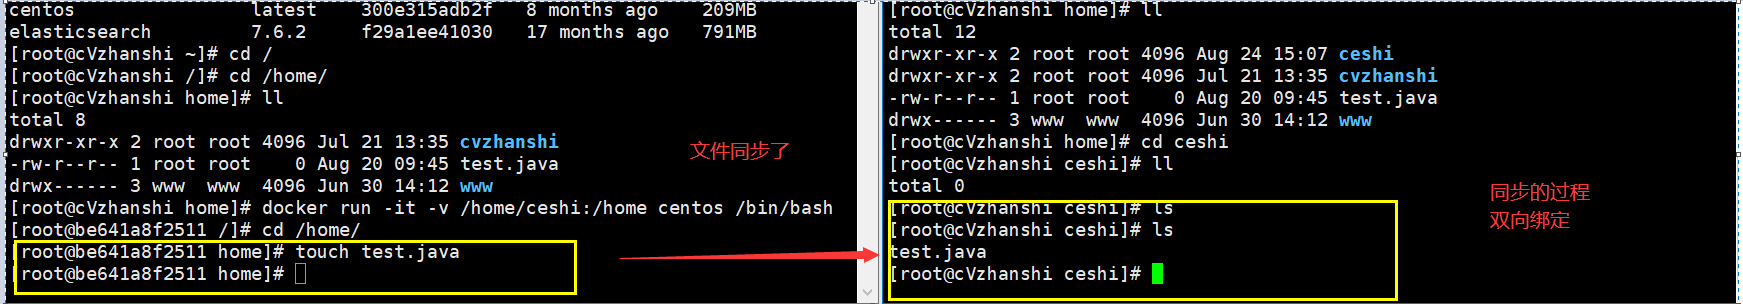 centos                latest    300e315adb2f   8 months ago    209MB
elasticsearch         7.6.2     f29a1ee41030   17 months ago   791MB
[root@cVzhanshi ~]# cd /
[root@cVzhanshi /]# cd /home/
[root@cVzhanshi home]# ll
total 8
drwxr-xr-x 2 root root 4096 Jul 21 13:35 cvzhanshi
-rw-r--r-- 1 root root    0 Aug 20 09:45 test.java
drwx------ 3 www  www  4096 Jun 30 14:12 www
[root@cVzhanshi home]# docker run -it -v /home/ceshi:/home centos /bin/bash
[root@be641a8f2511 /]# cd /home/
[root@be641a8f2511 home]# touch test.java
[root@be641a8f2511 home]#
文件同步了
[root@cVzhanshi home]# ll
total 12
drwxr-xr-x 2 root root 4096 Aug 24 15:07 ceshi
drwxr-xr-x 2 root root 4096 Jul 21 13:35 cvzhanshi
-rw-r--r-- 1 root root    0 Aug 20 09:45 test.java
drwx------ 3 www  www  4096 Jun 30 14:12 www
[root@cVzhanshi home]# cd ceshi
[root@cVzhanshi ceshi]# ll
total 0
[root@cVzhanshi ceshi]# ls
[root@cVzhanshi ceshi]# ls
test.java
[root@cVzhanshi ceshi]#
同步的过程
双向绑定